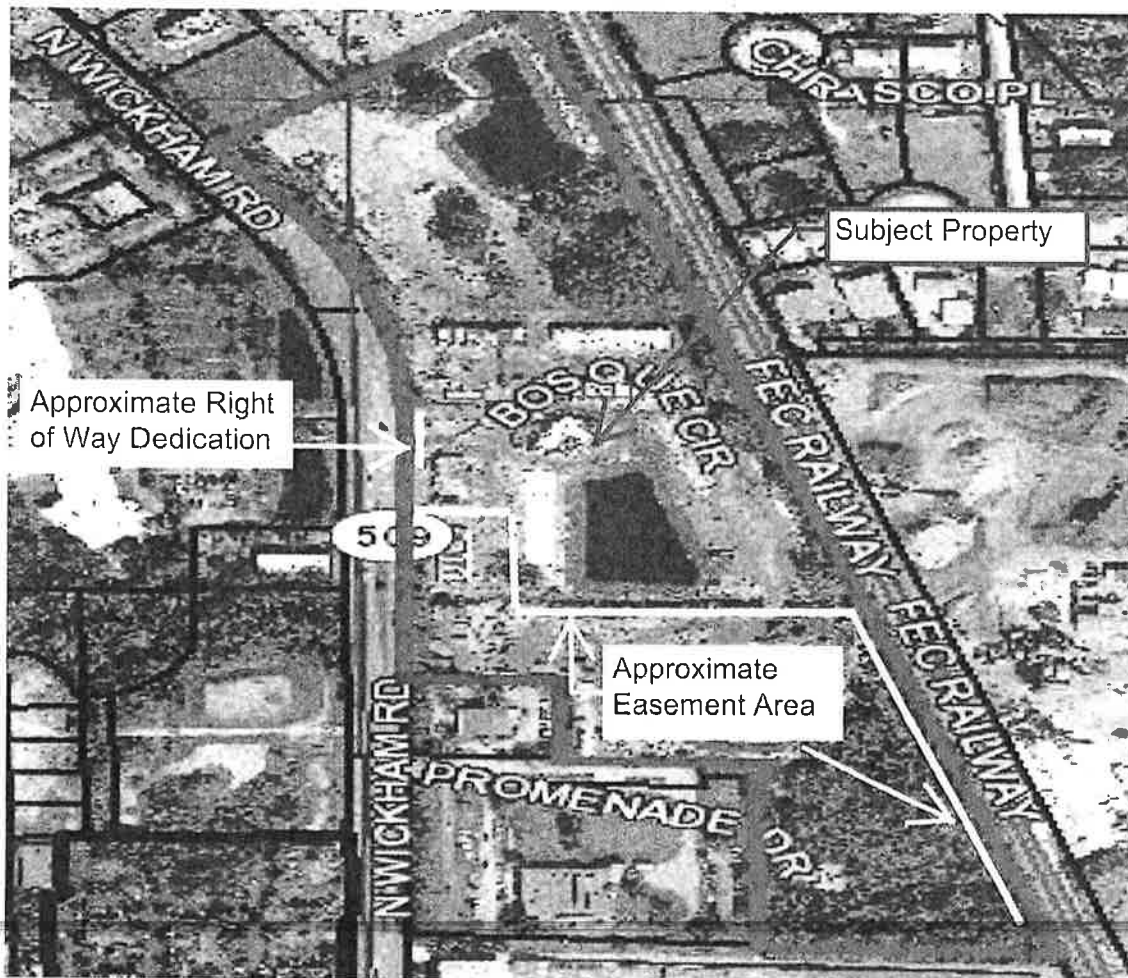 N WICKHAM RD
CHRASCO PL
Subject Property
Approximate Right
of Way Dedication
BOSQUE CIR
FEC RAILWAY
509
Approximate
Easement Area
FEC RAILWAY
N WICKHAM RD
PROMENADE DR